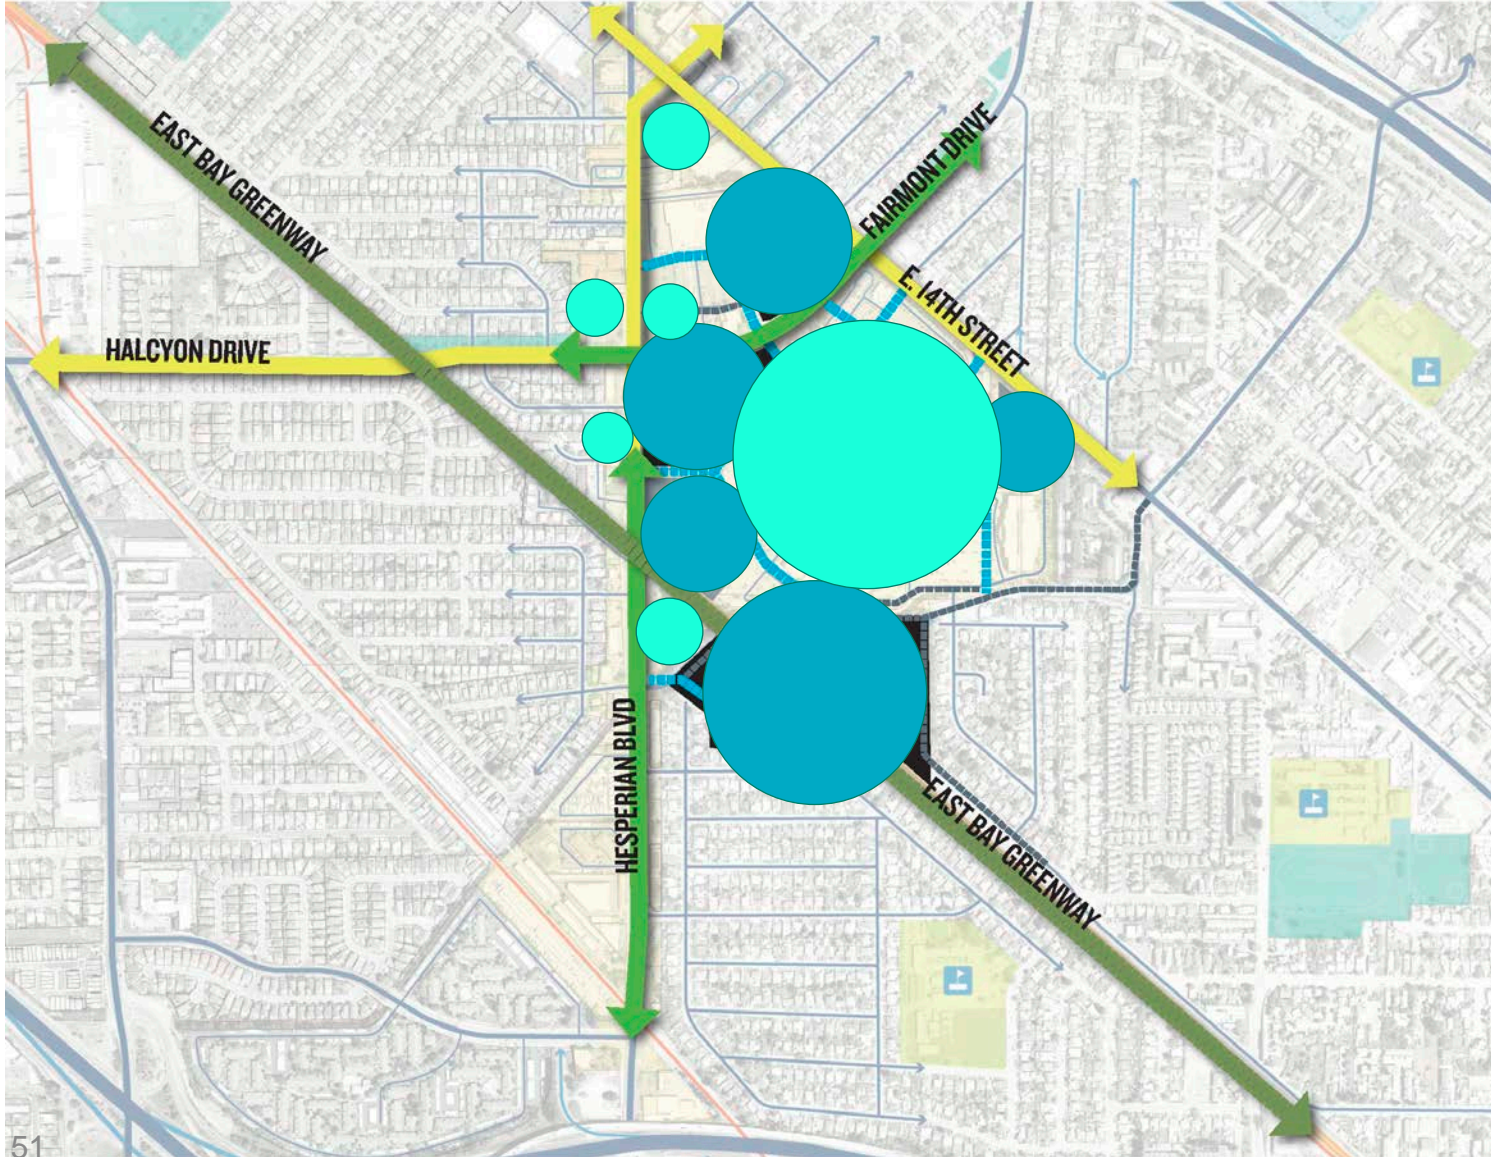 EAST BAY GREENWAY
FAIRMONT DRIVE
E. 14TH STREET
HALCYON DRIVE
HESPERIAN BLVD
EAST BAY GREENWAY
51